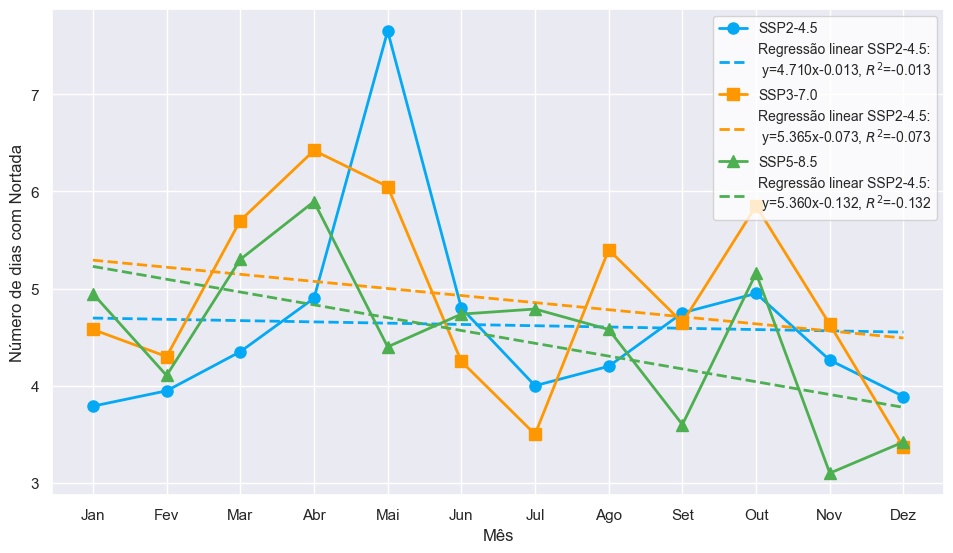 SSP2-4.5
Regressão linear SSP2-4.5:
y=4.710x-0.013, R²=-0.013
SSP3-7.0
Regressão linear SSP2-4.5:
y=5.365x-0.073, R²=-0.073
SSP5-8.5
Regressão linear SSP2-4.5:
y=5.360x-0.132, R²=-0.132
Número de dias com Nortada
7
6
5
4
3
Jan Fev Mar Abr Mai Jun Jul Ago Set Out Nov Dez
Mês